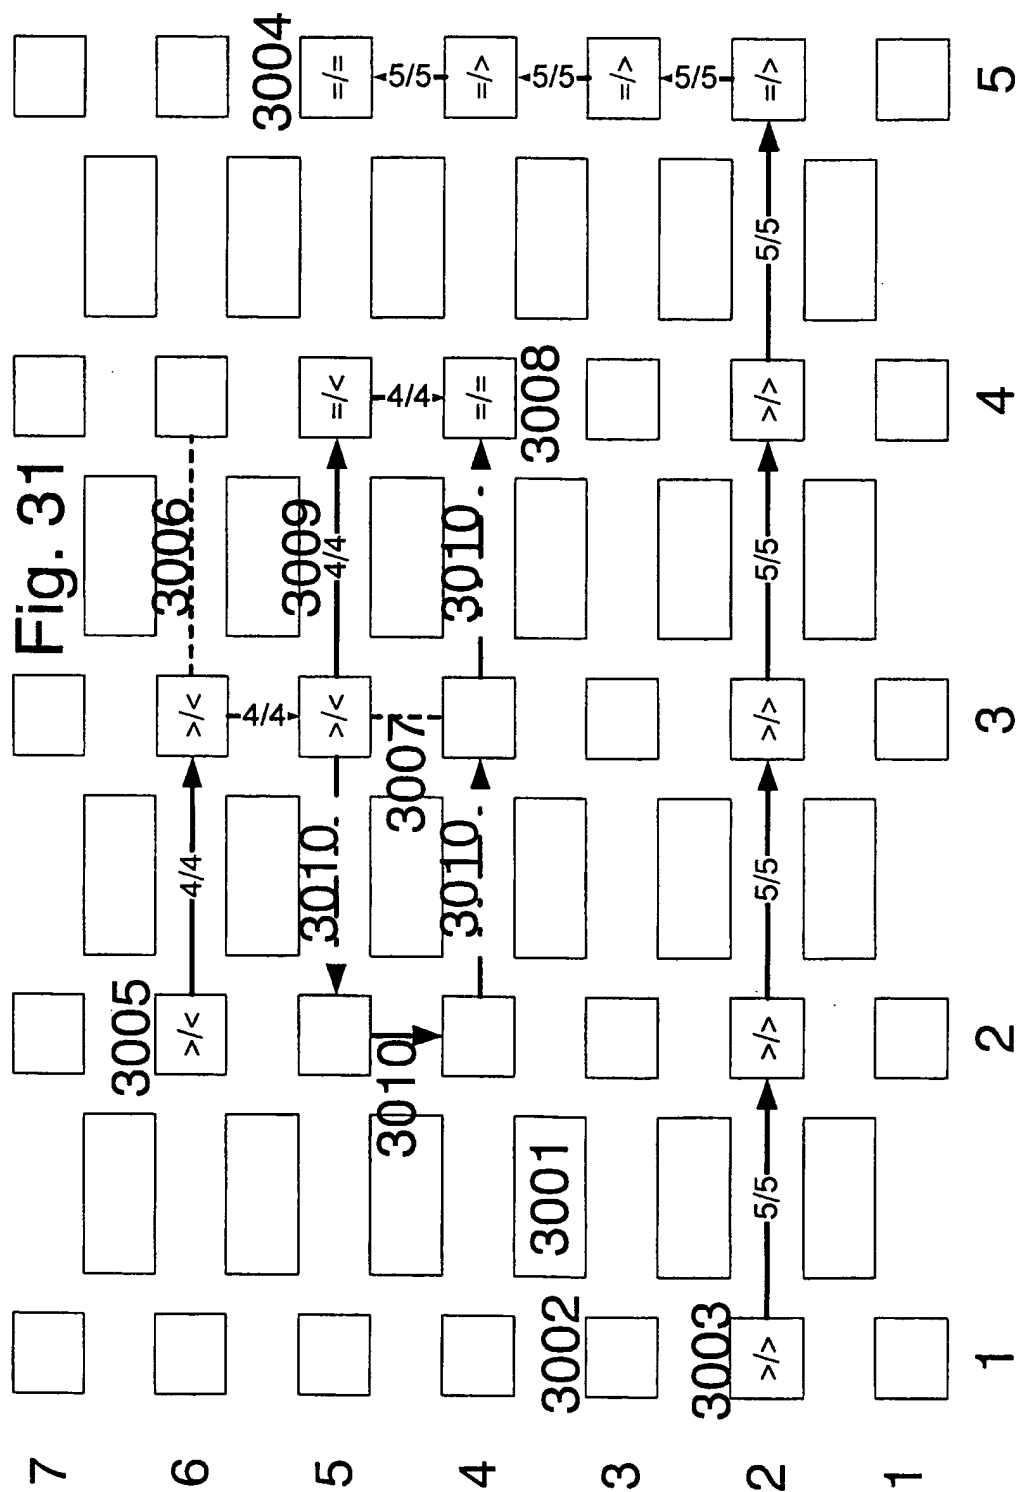 Fig. 31
7
3005
3006
6 >/< 4/4 >/<
4/4
3004
3010 3009
5 >/< 4/4 =/< =/=
3010 3007 4/4 5/5
4 3010 3010 =/= =/>
3002 3001 3008 5/5
3 =/>
3003 5/5
2 >/> 5/5 >/> 5/5 >/> 5/5 >/> 5/5 =/>
1
1 2 3 4 5